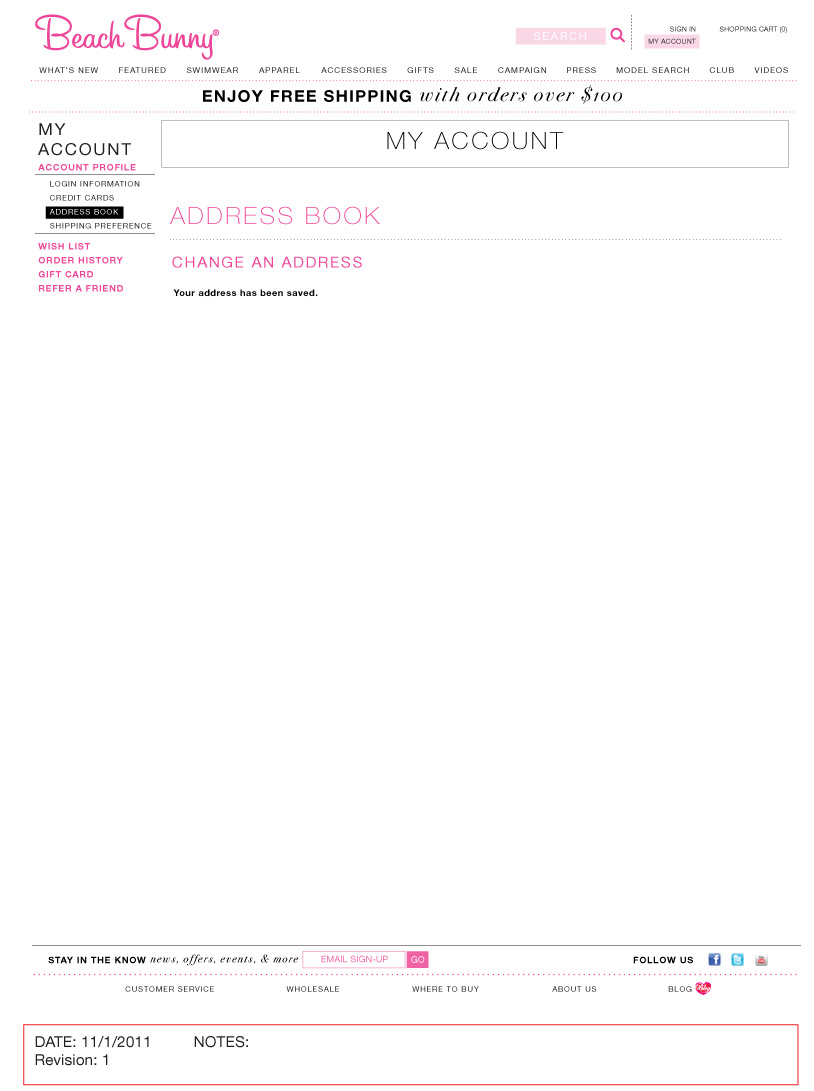 Beach Bunny®
SEARCH
SIGN IN
SHOPPING CART (0)
MY ACCOUNT
WHAT'S NEW FEATURED SWIMWEAR APPAREL ACCESSORIES GIFTS SALE CAMPAIGN PRESS MODEL SEARCH CLUB VIDEOS
ENJOY FREE SHIPPING with orders over $100
MY
ACCOUNT
ACCOUNT PROFILE
LOGIN INFORMATION
CREDIT CARDS
ADDRESS BOOK
SHIPPING PREFERENCE
WISH LIST
ORDER HISTORY
GIFT CARD
REFER A FRIEND
MY ACCOUNT
ADDRESS BOOK
CHANGE AN ADDRESS
Your address has been saved.
STAY IN THE KNOW news, offers, events, & more EMAIL SIGN-UP GO
FOLLOW US
CUSTOMER SERVICE WHOLESALE WHERE TO BUY ABOUT US BLOG
DATE: 11/1/2011 NOTES:
Revision: 1